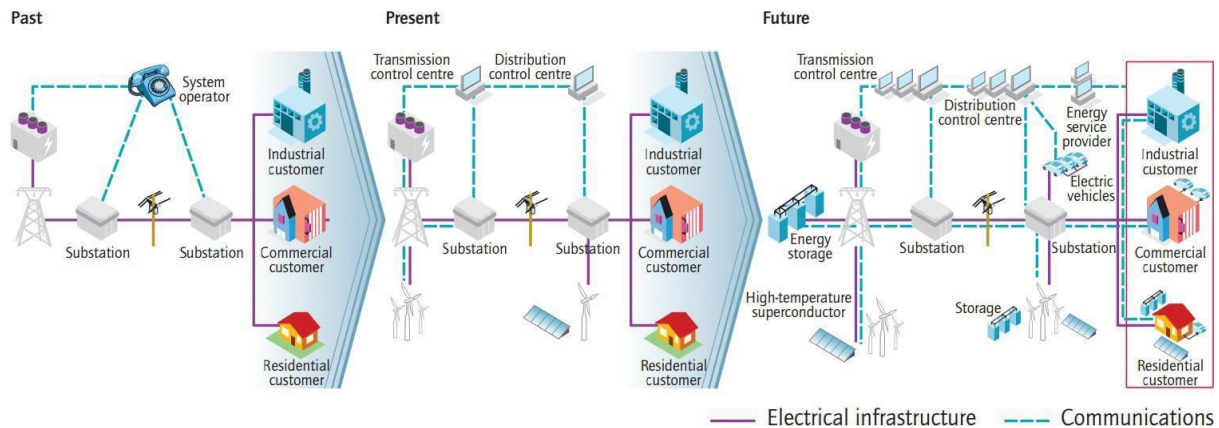 Past
System
operator
Substation
Substation
Industrial
customer
Commercial
customer
Residential
customer
Present
Transmission
control centre
Distribution
control centre
Substation
Substation
Industrial
customer
Commercial
customer
Residential
customer
Future
Transmission
control centre
Distribution
control centre
Energy
service
provider
Electric
vehicles
Energy
storage
Substation
Substation
High-temperature
superconductor
Storage
Industrial
customer
Commercial
customer
Residential
customer
Electrical infrastructure
Communications